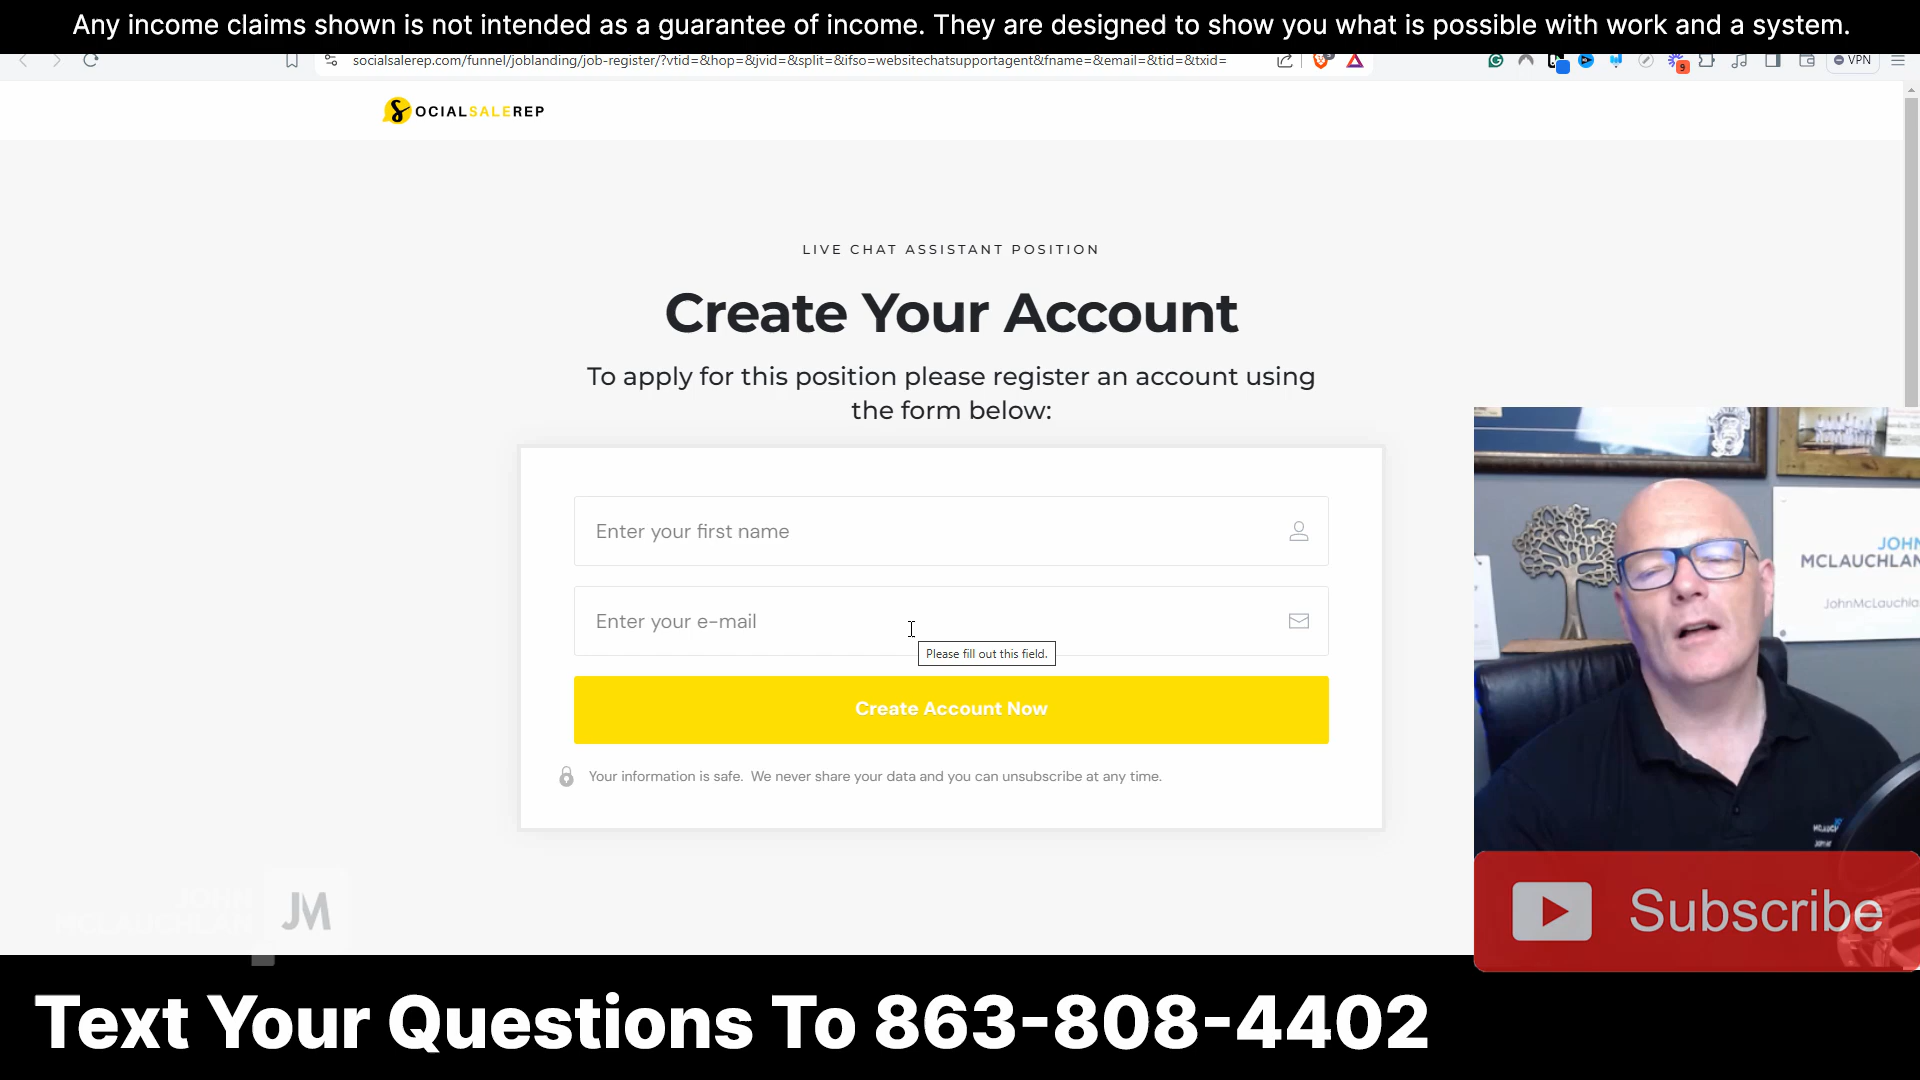 Any income claims shown is not intended as a guarantee of income. They are designed to show you what is possible with work and a system.
socialsalerep.com/funnel/joblanding/job-register/?vtid=&hop=&jvid=&split=&ifso=websitechatsupportagent&fname=&email=&tid=&txid=
9
VPN
SOCIALSALEREP
LIVE CHAT ASSISTANT POSITION
Create Your Account
To apply for this position please register an account using
the form below:
Enter your first name
Enter your e-mail
Please fill out this field.
Create Account Now
Your information is safe. We never share your data and you can unsubscribe at any time.
JOHN
MCLAUCHLAN
JohnMcLauchla
JOHN
MCLAUCHLAN
JM
Subscribe
Text Your Questions To 863-808-4402